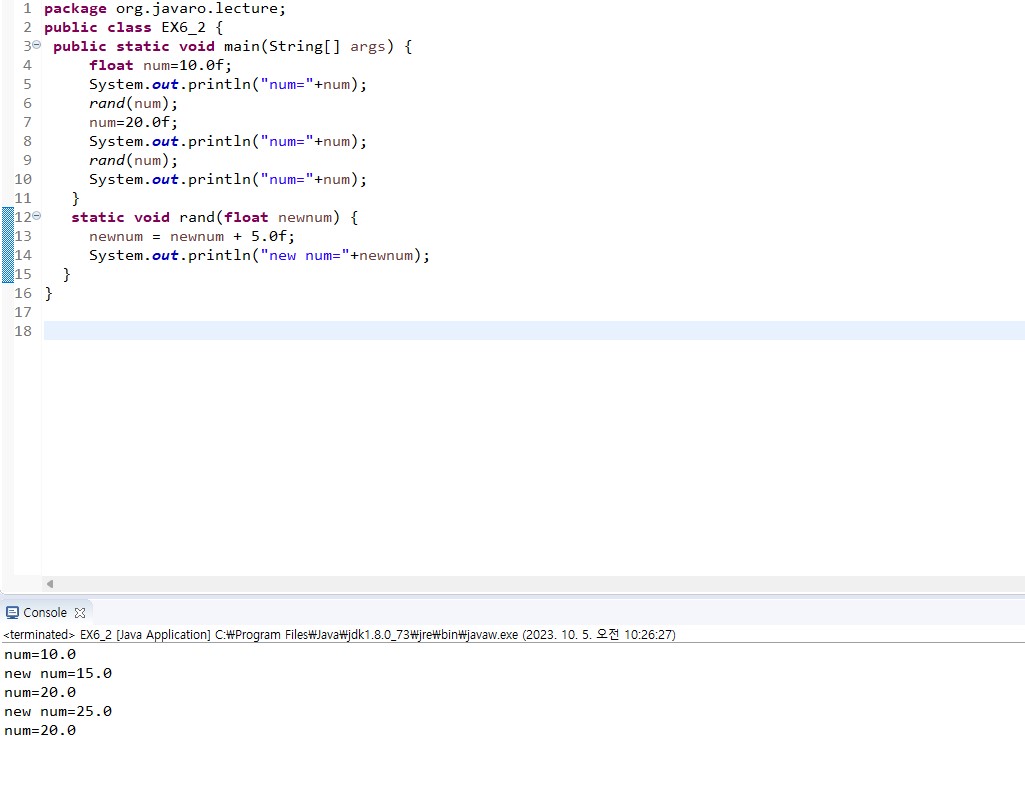 1 package org.javaro.lecture;
2 public class EX6_2 {
3 public static void main(String[] args) {
4 float num=10.0f;
5 System.out.println("num="+num);
6 rand(num);
7 num=20.0f;
8 System.out.println("num="+num);
9 rand(num);
10 System.out.println("num="+num);
11 }
12 static void rand(float newnum) {
13 newnum = newnum + 5.0f;
14 System.out.println("new num="+newnum);
15 }
16 }
17
18
Console
<terminated> EX6_2 [Java Application] C:₩Program Files₩Java₩jdk1.8.0_73₩jre₩bin₩javaw.exe (2023. 10. 5. 오전 10:26:27)
num=10.0
new num=15.0
num=20.0
new num=25.0
num=20.0